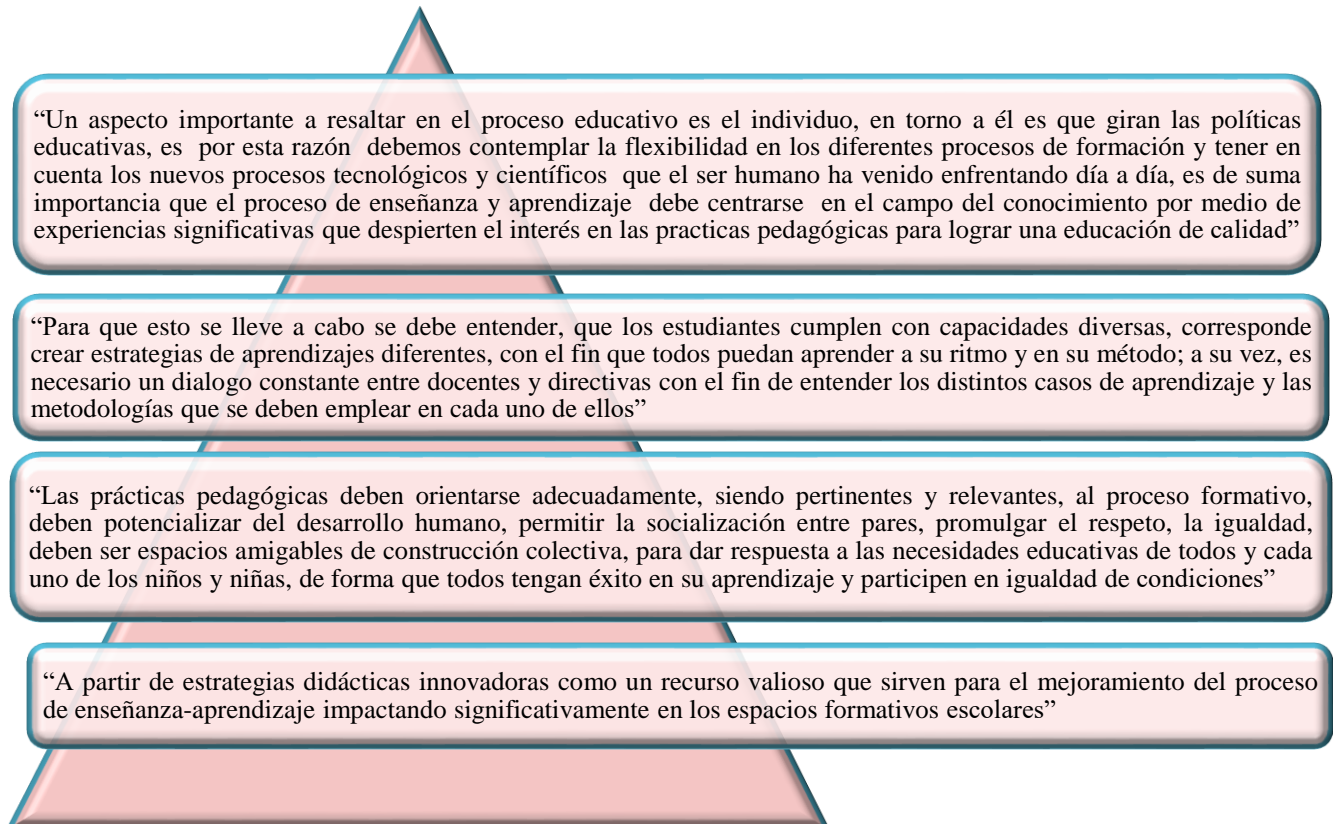 “Un aspecto importante a resaltar en el proceso educativo es el individuo, en torno a él es que giran las políticas
educativas, es por esta razón debemos contemplar la flexibilidad en los diferentes procesos de formación y tener en
cuenta los nuevos procesos tecnológicos y científicos que el ser humano ha venido enfrentando día a día, es de suma
importancia que el proceso de enseñanza y aprendizaje debe centrarse en el campo del conocimiento por medio de
experiencias significativas que despierten el interés en las practicas pedagógicas para lograr una educación de calidad”
“Para que esto se lleve a cabo se debe entender, que los estudiantes cumplen con capacidades diversas, corresponde
crear estrategias de aprendizajes diferentes, con el fin que todos puedan aprender a su ritmo y en su método; a su vez, es
necesario un dialogo constante entre docentes y directivas con el fin de entender los distintos casos de aprendizaje y las
metodologías que se deben emplear en cada uno de ellos”
“Las prácticas pedagógicas deben orientarse adecuadamente, siendo pertinentes y relevantes, al proceso formativo,
deben potencializar del desarrollo humano, permitir la socialización entre pares, promulgar el respeto, la igualdad,
deben ser espacios amigables de construcción colectiva, para dar respuesta a las necesidades educativas de todos y cada
uno de los niños y niñas, de forma que todos tengan éxito en su aprendizaje y participen en igualdad de condiciones”
“A partir de estrategias didácticas innovadoras como un recurso valioso que sirven para el mejoramiento del proceso
de enseñanza-aprendizaje impactando significativamente en los espacios formativos escolares”